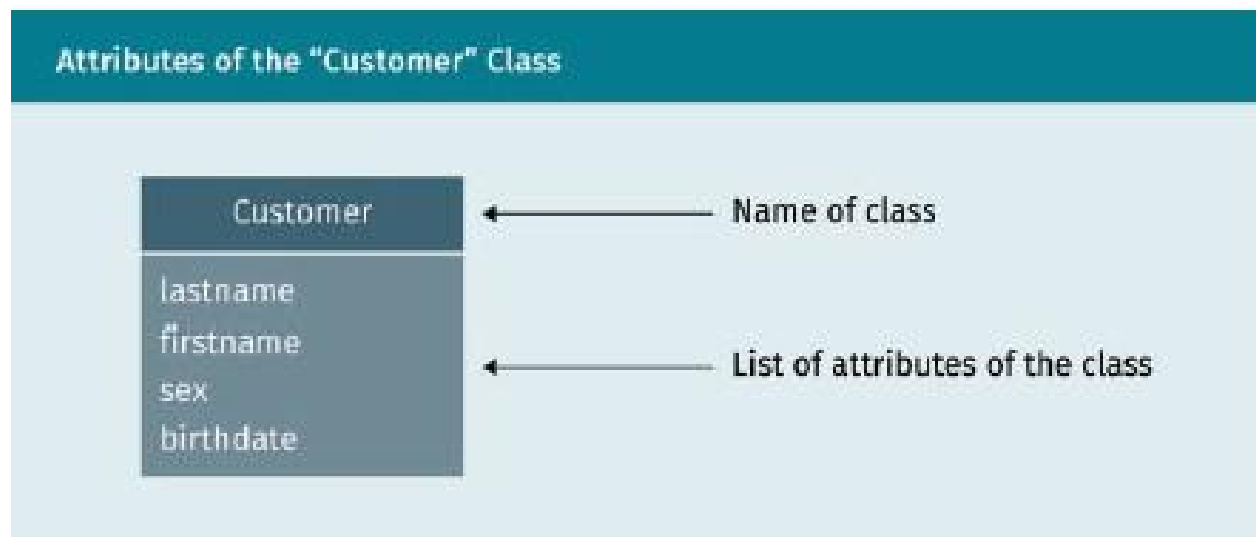 Attributes of the "Customer" Class
Customer
Name of class
lastname
firstname
sex
birthdate
List of attributes of the class